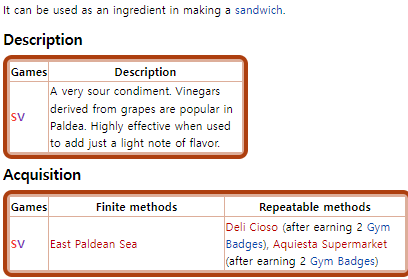 It can be used as an ingredient in making a sandwich.
Description
Games Description
SV
A very sour condiment. Vinegars
derived from grapes are popular in
Paldea. Highly effective when used
to add just a light note of flavor.
Acquisition
Games Finite methods Repeatable methods
SV East Paldean Sea
Deli Cioso (after earning 2 Gym
Badges), Aquiesta Supermarket
(after earning 2 Gym Badges)